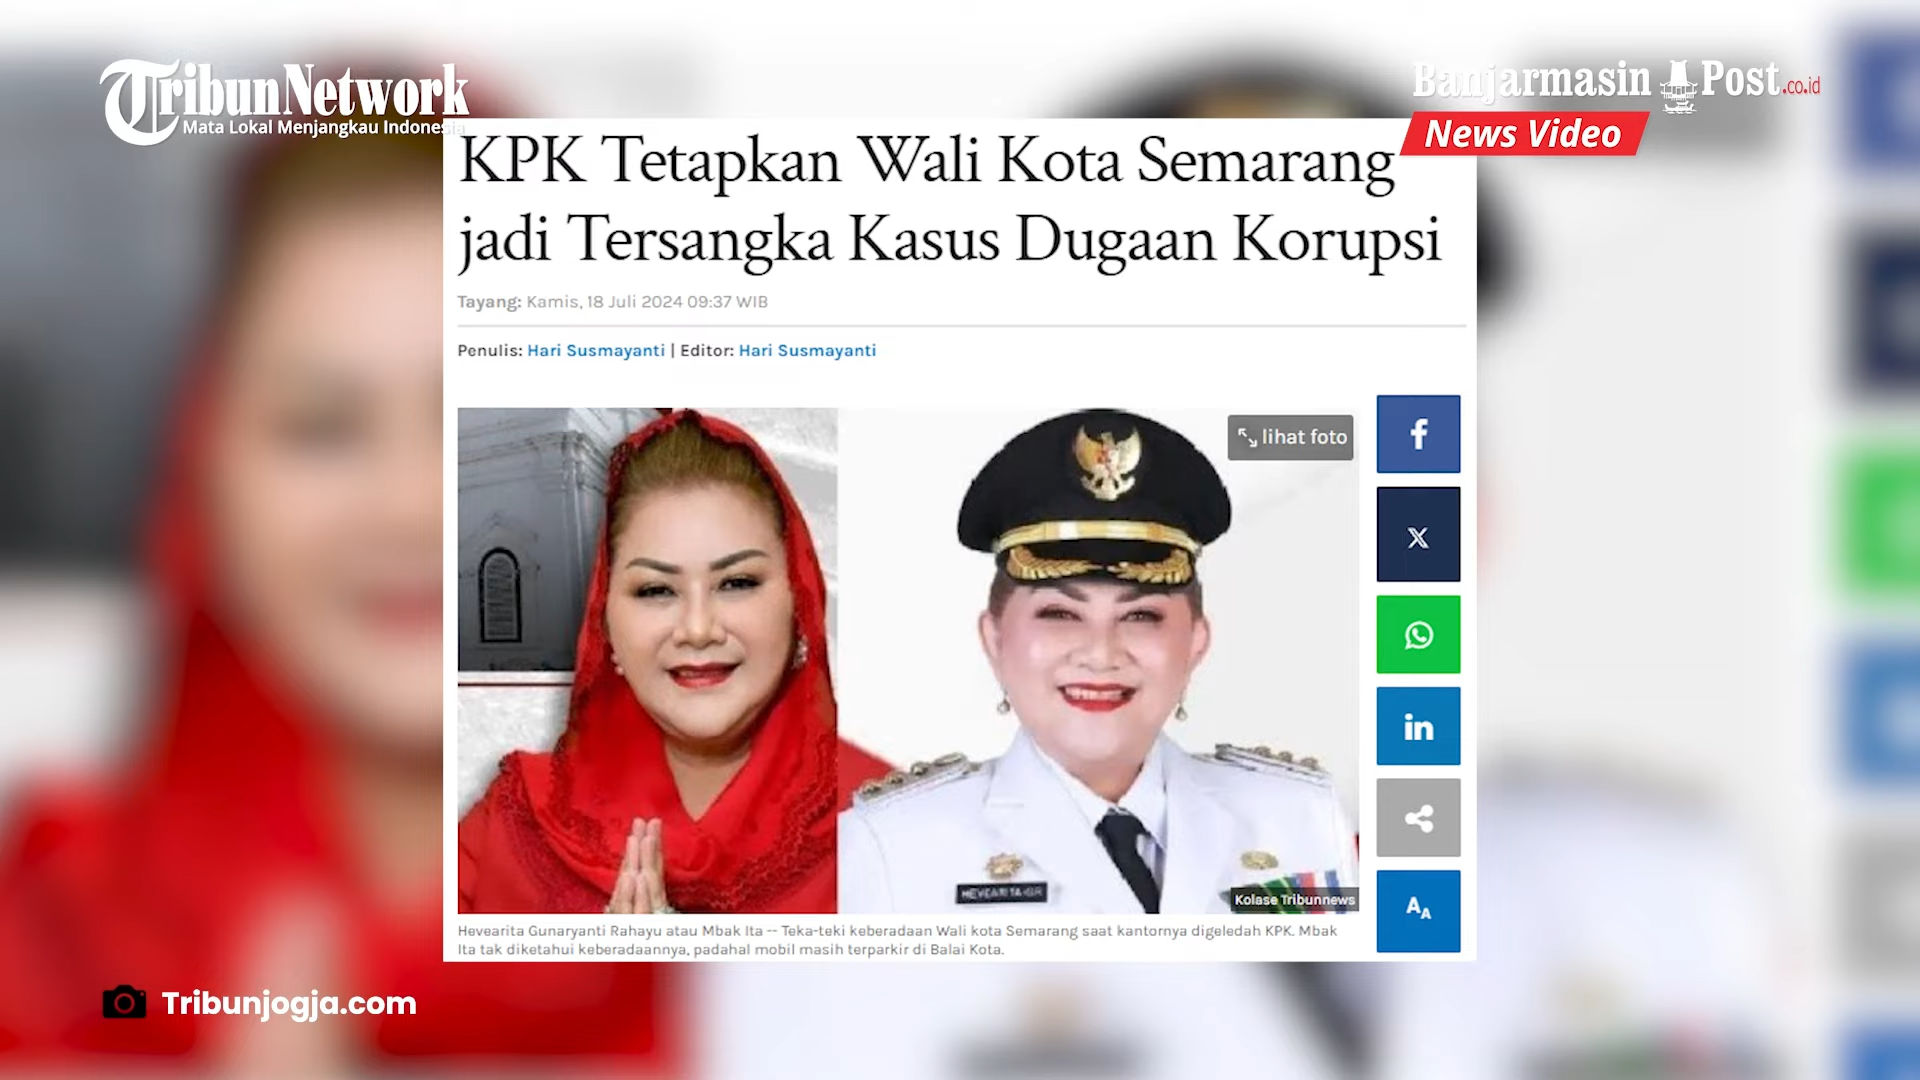 TribunNetwork
Mata Lokal Menjangkau Indonesia
Banjarmasin Post.co.id
News Video
KPK Tetapkan Wali Kota Semarang
jadi Tersangka Kasus Dugaan Korupsi
Tayang: Kamis, 18 Juli 2024 09:37 WIB
Penulis: Hari Susmayanti | Editor: Hari Susmayanti
lihat foto
HEVEARITA GR
Kolase Tribunnews
Hevearita Gunaryanti Rahayu atau Mbak Ita -- Teka-teki keberadaan Wali kota Semarang saat kantornya digeledah KPK. Mbak
Ita tak diketahui keberadaannya, padahal mobil masih terparkir di Balai Kota.
Tribunjogja.com